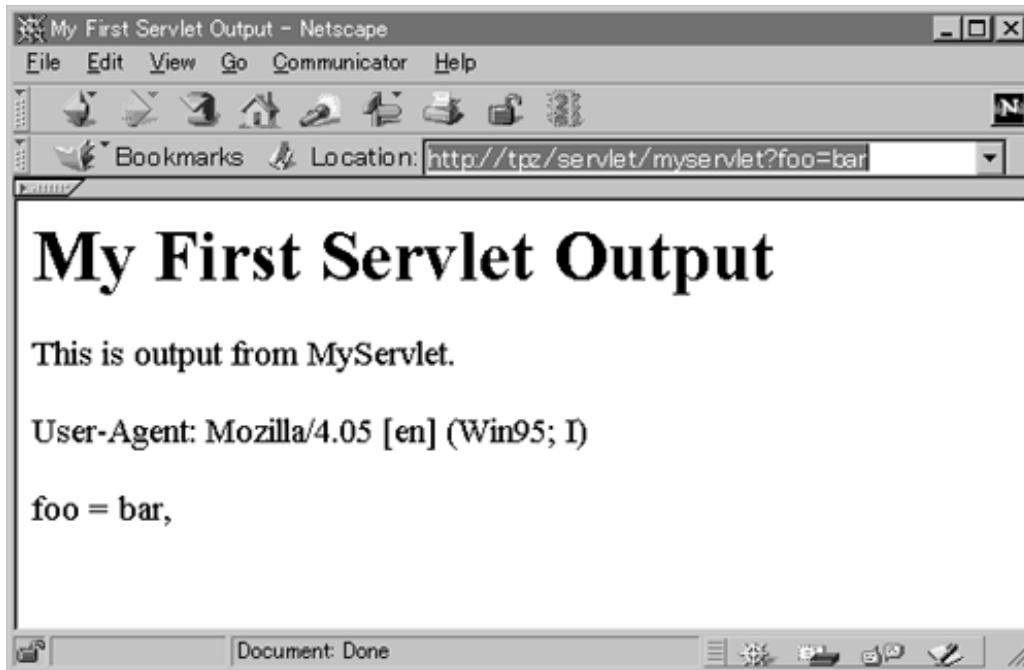 My First Servlet Output - Netscape
File Edit View Go Communicator Help
N
Bookmarks Location: http://tpz/servlet/myservlet?foo=bar
My First Servlet Output
This is output from MyServlet.
User-Agent: Mozilla/4.05 [en] (Win95; I)
foo = bar,
Document: Done